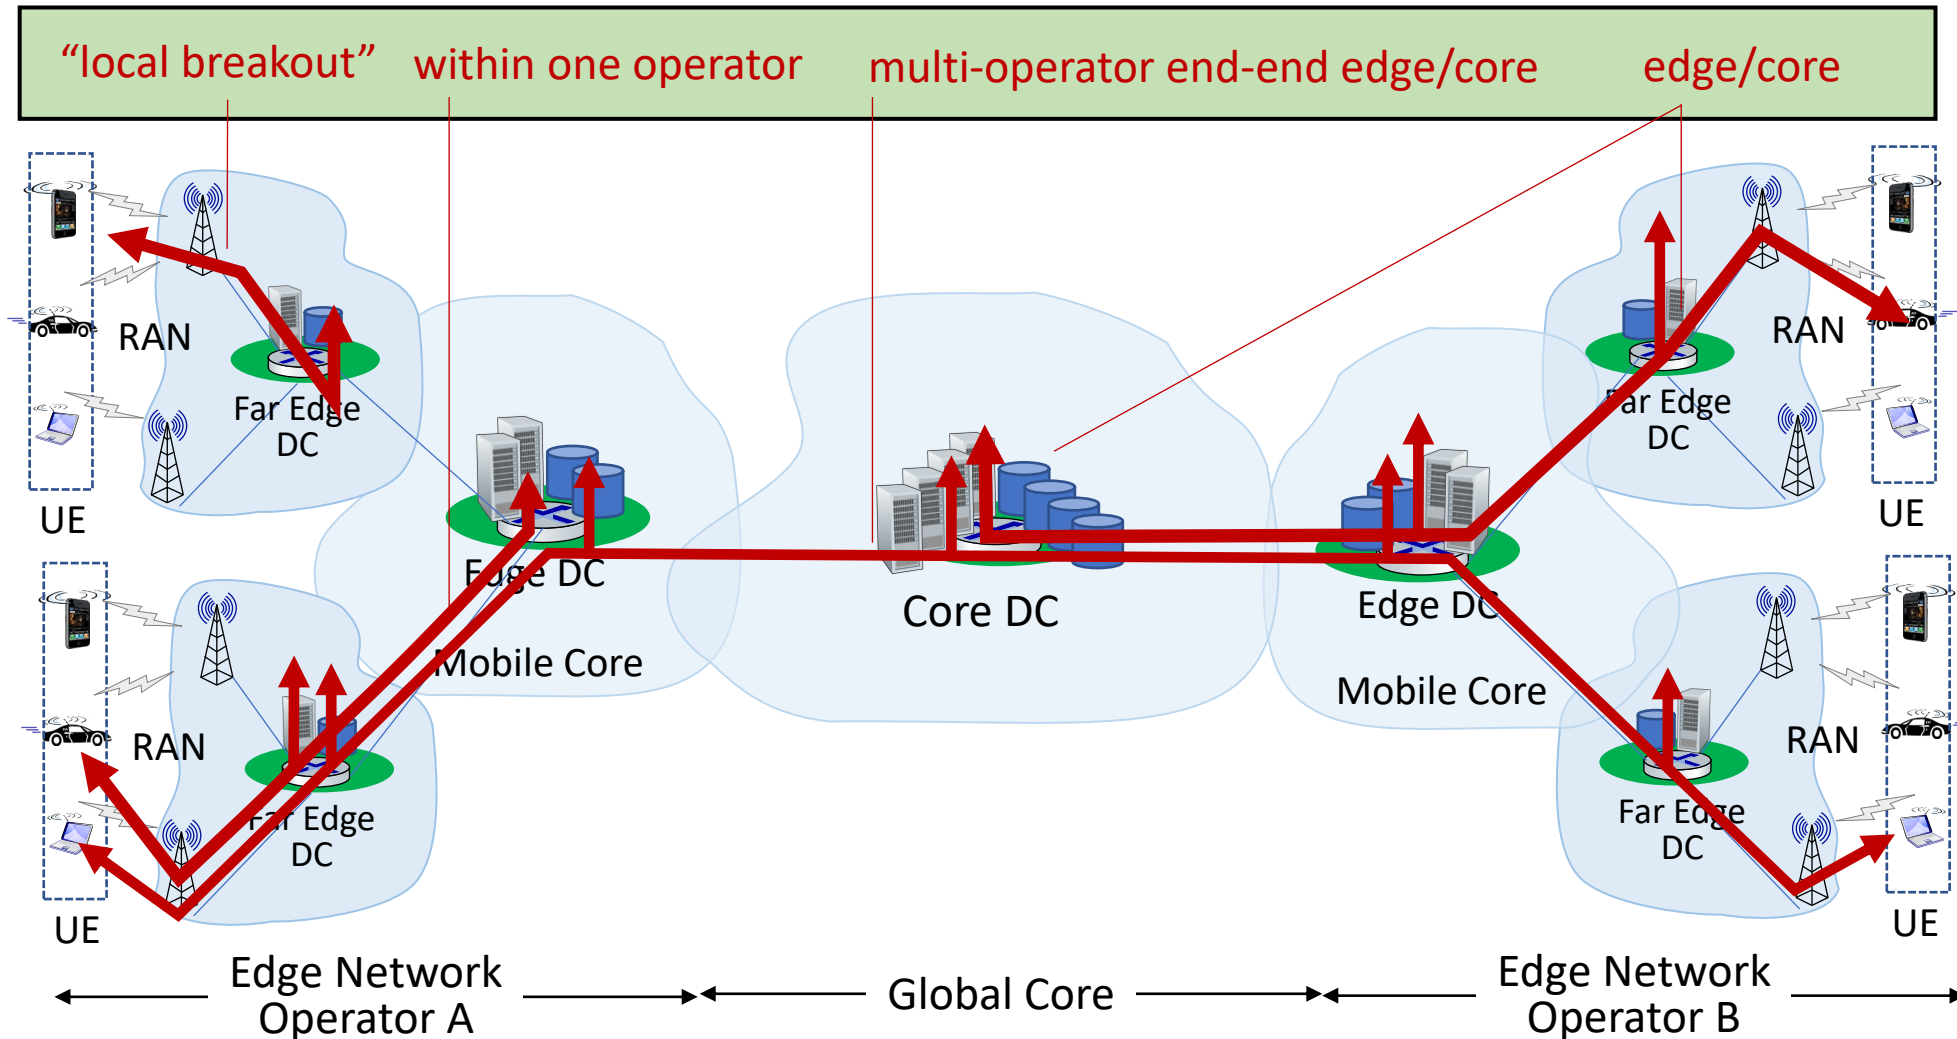 “local breakout”
within one operator
multi-operator end-end edge/core
edge/core
RAN
Far Edge
DC
UE
RAN
Far Edge
DC
UE
Edge DC
Mobile Core
Core DC
Edge DC
Mobile Core
RAN
Far Edge
DC
UE
RAN
Far Edge
DC
UE
Edge Network
Operator A
Global Core
Edge Network
Operator B